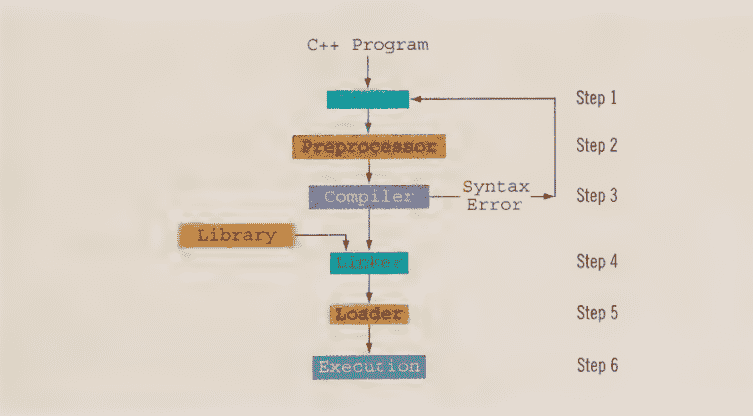 C++ Program
Step 1
Preprocessor
Step 2
Compiler
Syntax
Error
Step 3
Library
Linker
Step 4
Loader
Step 5
Execution
Step 6